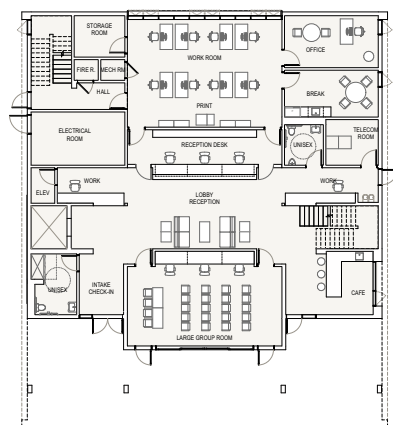 STORAGE
ROOM
OFFICE
WORK ROOM
FIRE R.
MECH RM
HALL
BREAK
PRINT
ELECTRICAL
ROOM
RECEPTION DESK
UNISEX
TELECOM
ROOM
ELEV
WORK
WORK
LOBBY
RECEPTION
UNISEX
INTAKE
CHECK-IN
CAFE
LARGE GROUP ROOM